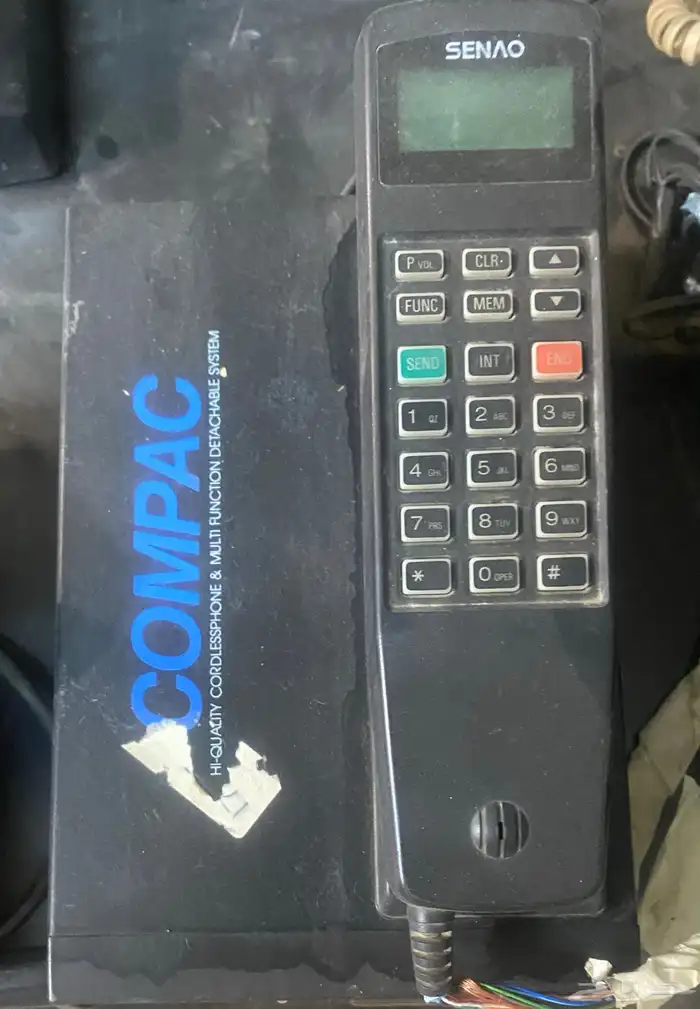 SENAO
P VOL CLR· ▲
FUNC MEM ▼
SEND INT END
1 QZ 2 ABC 3 DEF
4 GHI 5 JKL 6 MNO
7 PRS 8 TUV 9 WXY
* 0 OPER #
COMPAC
HI-QUALITY CORDLESSPHONE & MULTI FUNCTION DETACHABLE SYSTEM